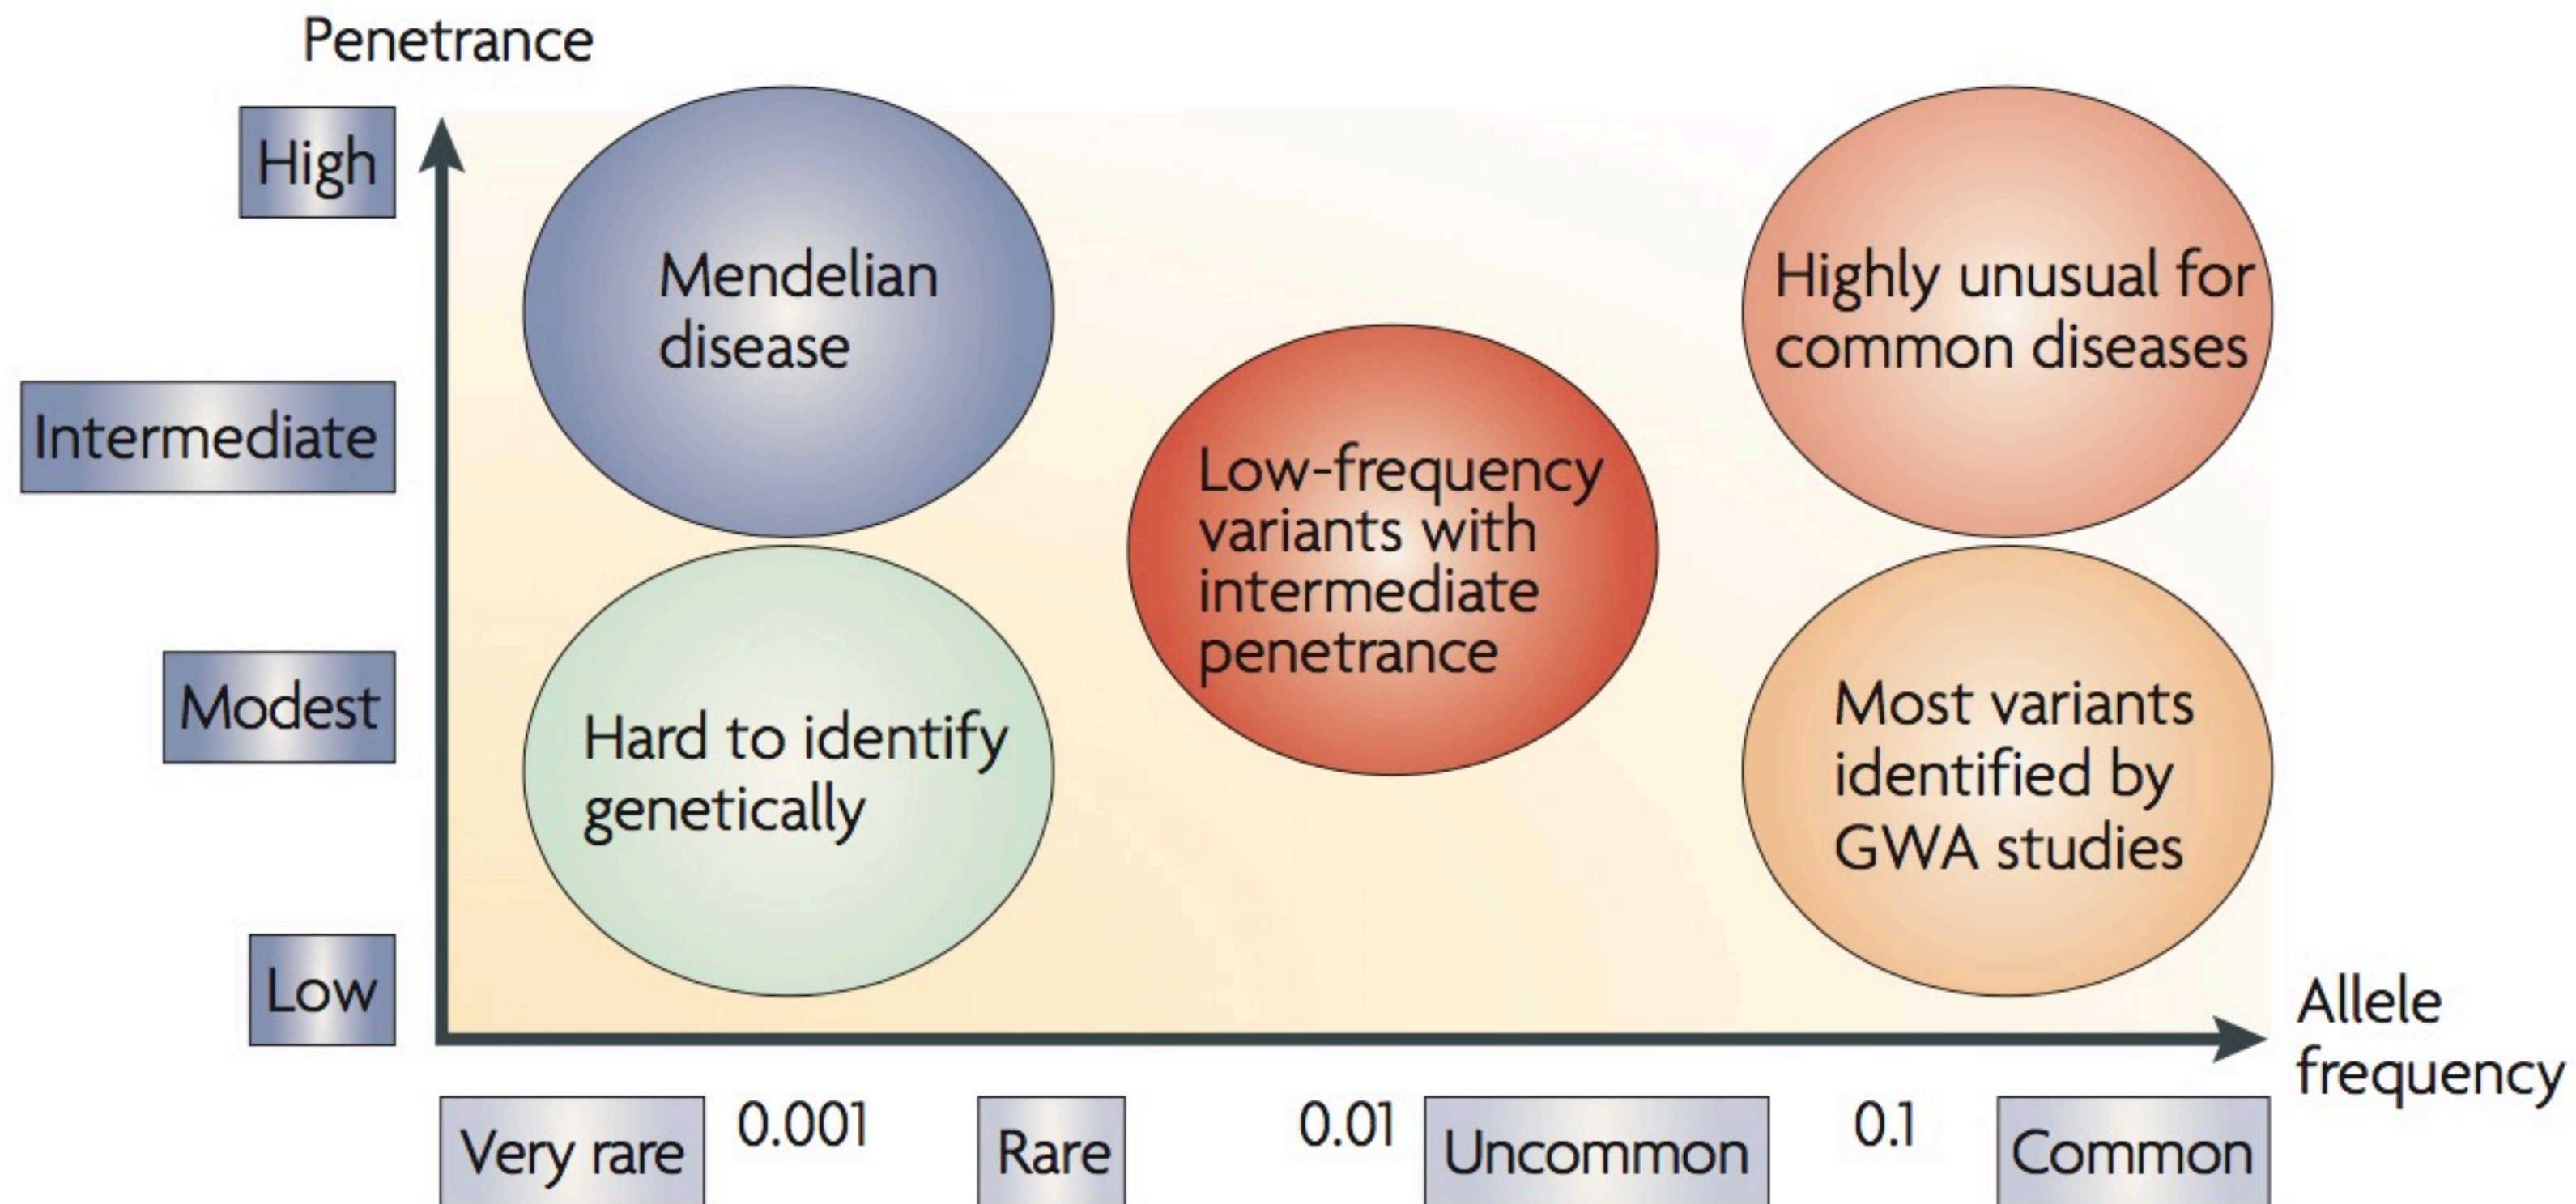 Penetrance
High
Intermediate
Modest
Low
Mendelian
disease
Highly unusual for
common diseases
Low-frequency
variants with
intermediate
penetrance
Hard to identify
genetically
Most variants
identified by
GWA studies
Allele
frequency
Very rare
0.001
Rare
0.01
Uncommon
0.1
Common